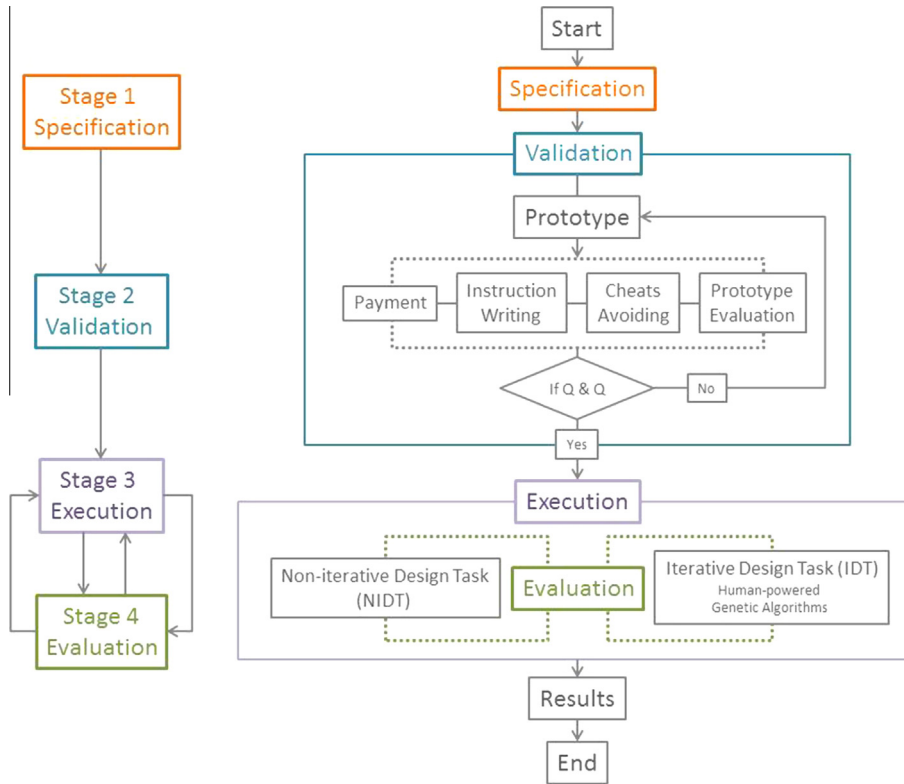 Stage 1
Specification
Stage 2
Validation
Stage 3
Execution
Stage 4
Evaluation
Start
Specification
Validation
Prototype
Payment
Instruction
Writing
Cheats
Avoiding
Prototype
Evaluation
If Q & Q
No
Yes
Execution
Non-iterative Design Task
(NIDT)
Evaluation
Iterative Design Task (IDT)
Human-powered
Genetic Algorithms
Results
End